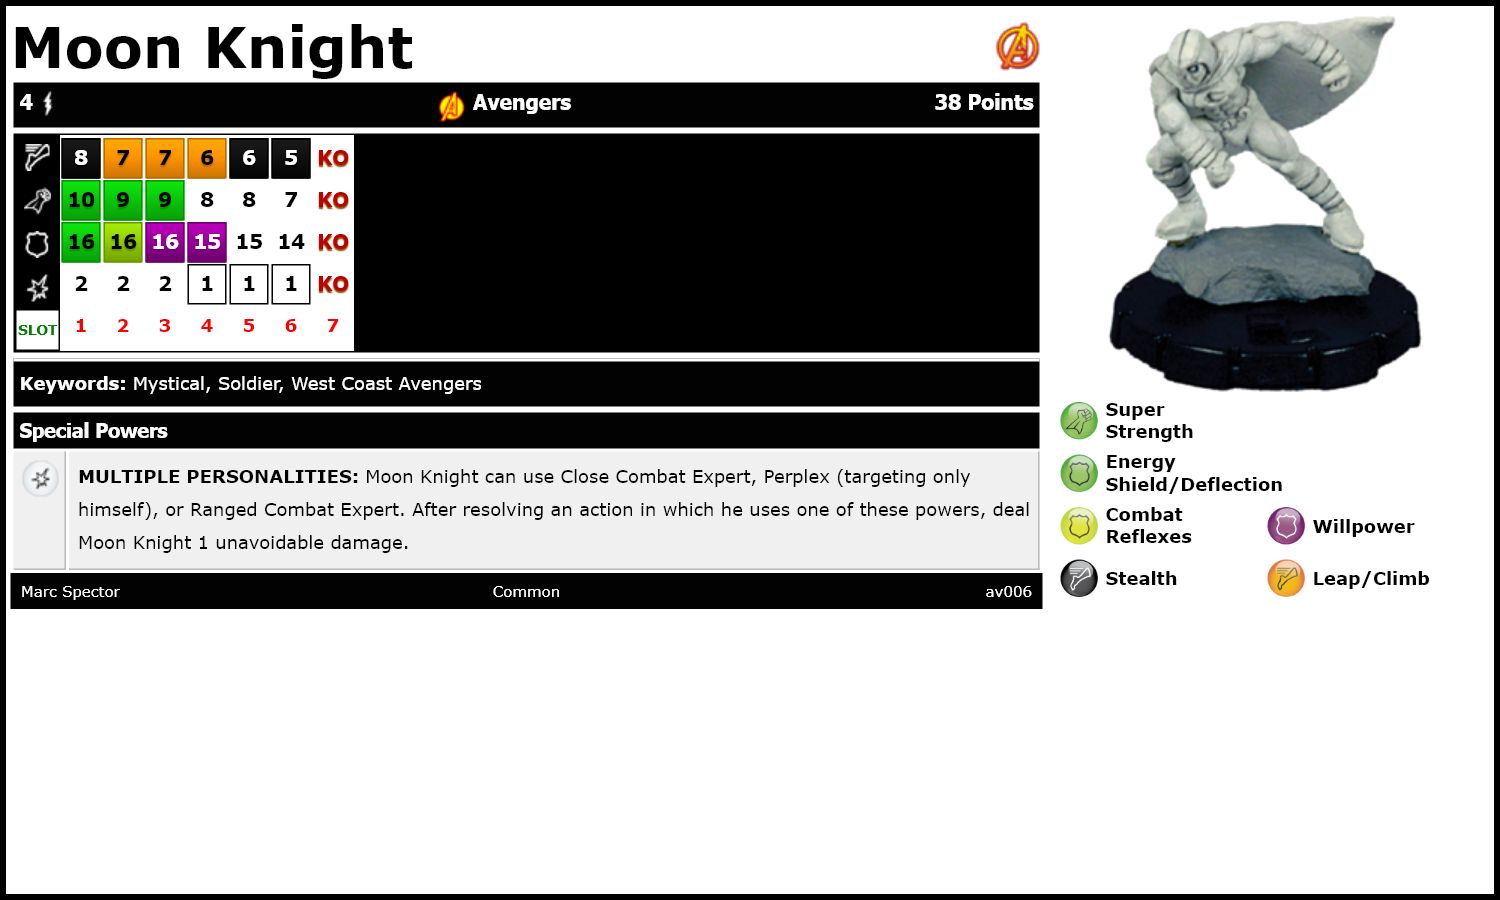 Moon Knight
4 Avengers 38 Points
8 7 7 6 6 5 KO
10 9 9 8 8 7 KO
16 16 16 15 15 14 KO
2 2 2 1 1 1 KO
SLOT 1 2 3 4 5 6 7
Keywords: Mystical, Soldier, West Coast Avengers
Special Powers
MULTIPLE PERSONALITIES: Moon Knight can use Close Combat Expert, Perplex (targeting only
himself), or Ranged Combat Expert. After resolving an action in which he uses one of these powers, deal
Moon Knight 1 unavoidable damage.
Marc Spector Common av006
Super
Strength
Energy
Shield/Deflection
Combat
Reflexes
Willpower
Stealth
Leap/Climb